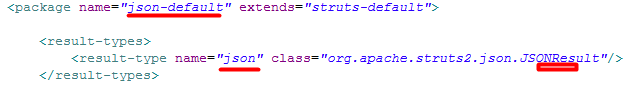 <package name="json-default" extends="struts-default">
<result-types>
<result-type name="json" class="org.apache.struts2.json.JSONResult"/>
</result-types>